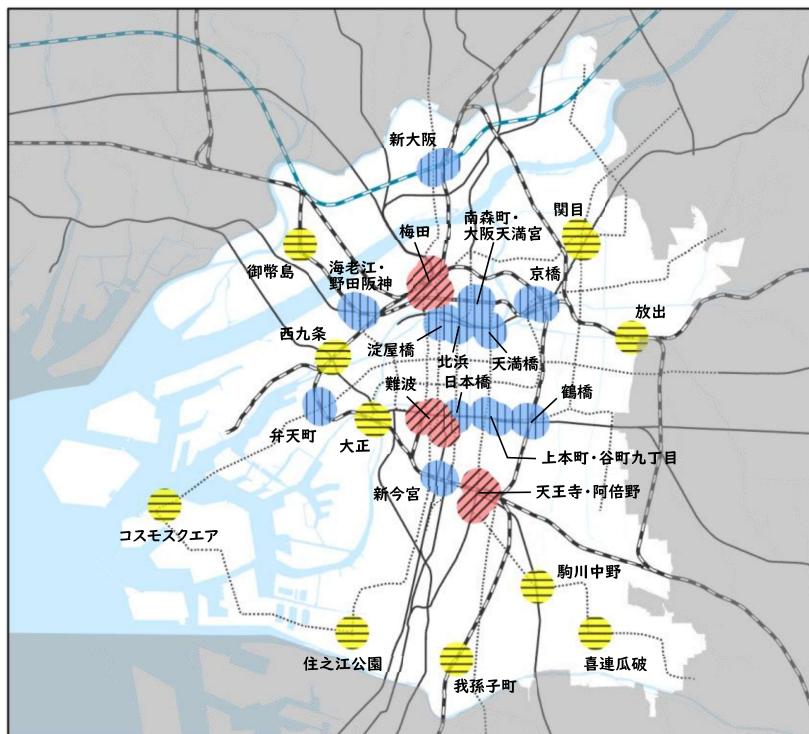 新大阪
関目
南森町・
大阪天満宮
梅田
京橋
御幣島
海老江・
野田阪神
放出
西九条
淀屋橋
北浜
天満橋
難波
日本橋
鶴橋
弁天町
大正
上本町・谷町九丁目
新今宮
天王寺・阿倍野
コスモスクエア
駒川中野
住之江公園
我孫子町
喜連瓜破